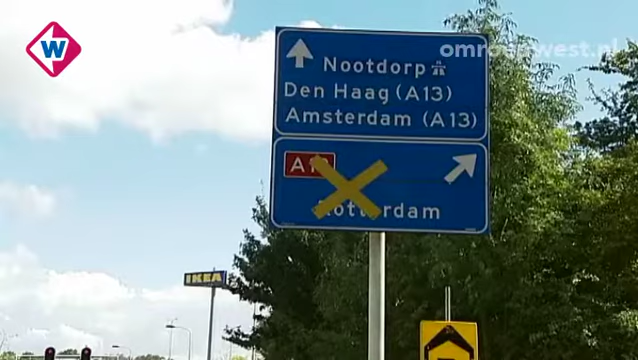 W
omroepwest.nl
Nootdorp
Den Haag (A13)
Amsterdam (A13)
Rotterdam
IKEA